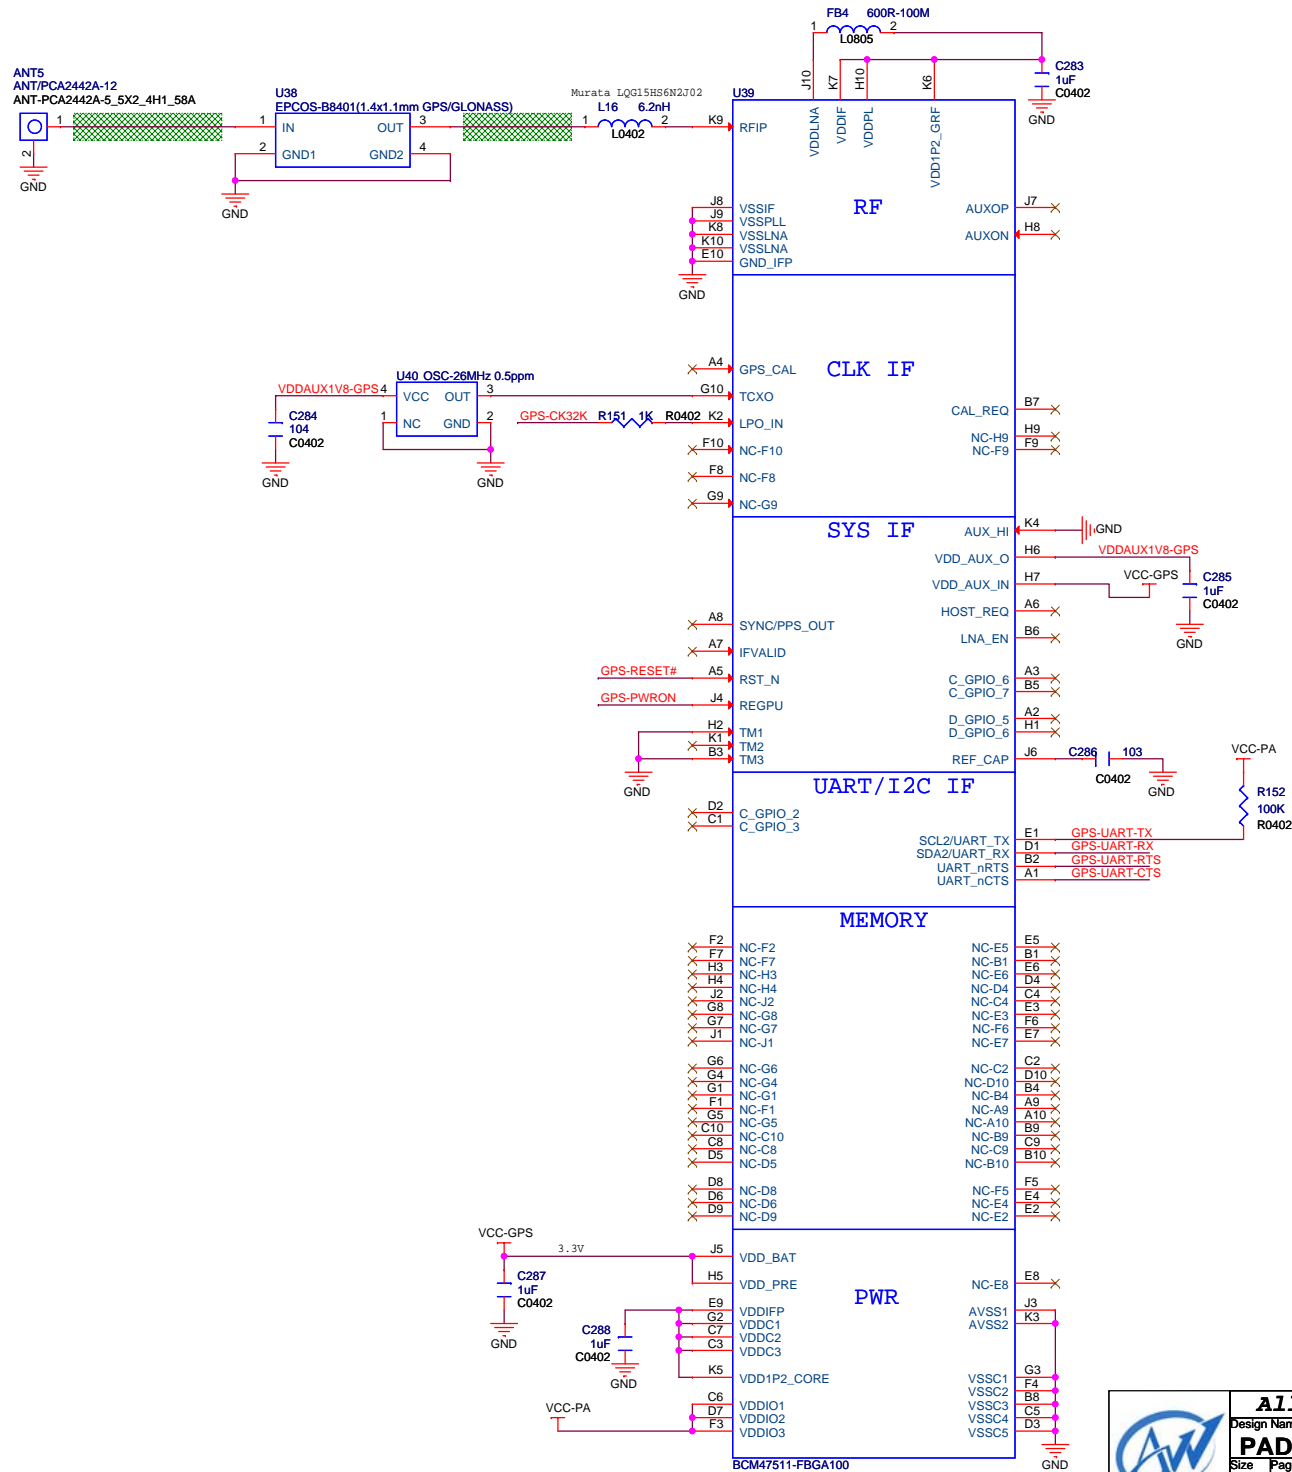 FB4 600R-100M
1 2
L0805
C283
1uF
C0402
GND
J10 K7 H10 K6
ANT5
ANT/PCA2442A-12
ANT-PCA2442A-5_5X2_4H1_58A
1
2
GND
U38
EPCOS-B8401(1.4x1.1mm GPS/GLONASS)
1 IN OUT 3
2 GND1 GND2 4
GND
Murata LQG15HS6N2J02
L16 6.2nH
1 2
L0402
U39
K9 RFIP
VDDLNA VDDIF VDDPLL VDD1P2_GRF
RF
J8 VSSIF
J9 VSSPLL
K8 VSSLNA
K10 VSSLNA
E10 GND_IFP
GND
AUXOP J7
AUXON H8
CLK IF
A4 GPS_CAL
G10 TCXO
K2 LPO_IN
F10 NC-F10
F8 NC-F8
G9 NC-G9
CAL_REQ B7
NC-H9 H9
NC-F9 F9
U40 OSC-26MHz 0.5ppm
VDDAUX1V8-GPS 4 VCC OUT 3
1 NC GND 2
C284
104
C0402
GND
GND
GPS-CK32K R151 1K R0402
SYS IF
AUX_HI K4 GND
VDD_AUX_O H6 VDDAUX1V8-GPS
VDD_AUX_IN H7 VCC-GPS
C285
1uF
C0402
GND
HOST_REQ A6
LNA_EN B6
C_GPIO_6 A3
C_GPIO_7 B5
D_GPIO_5 A2
D_GPIO_6 H1
REF_CAP J6 C286 103
C0402
GND
A8 SYNC/PPS_OUT
A7 IFVALID
GPS-RESET# A5 RST_N
GPS-PWRON J4 REGPU
H2 TM1
K1 TM2
B3 TM3
GND
VCC-PA
R152
100K
R0402
UART/I2C IF
D2 C_GPIO_2
C1 C_GPIO_3
SCL2/UART_TX E1 GPS-UART-TX
SDA2/UART_RX D1 GPS-UART-RX
UART_nRTS B2 GPS-UART-RTS
UART_nCTS A1 GPS-UART-CTS
MEMORY
F2 NC-F2 NC-E5 E5
F7 NC-F7 NC-B1 B1
H3 NC-H3 NC-E6 E6
H4 NC-H4 NC-D4 D4
J2 NC-J2 NC-C4 C4
G8 NC-G8 NC-E3 E3
G7 NC-G7 NC-F6 F6
J1 NC-J1 NC-E7 E7
G6 NC-G6 NC-C2 C2
G4 NC-G4 NC-D10 D10
G1 NC-G1 NC-B4 B4
F1 NC-F1 NC-A9 A9
G5 NC-G5 NC-A10 A10
C10 NC-C10 NC-B9 B9
C8 NC-C8 NC-C9 C9
D5 NC-D5 NC-B10 B10
D8 NC-D8 NC-F5 F5
D6 NC-D6 NC-E4 E4
D9 NC-D9 NC-E2 E2
VCC-GPS
3.3V
C287
1uF
C0402
GND
PWR
J5 VDD_BAT
H5 VDD_PRE
E9 VDDIFP
G2 VDDC1
C7 VDDC2
C3 VDDC3
K5 VDD1P2_CORE
C6 VDDIO1
D7 VDDIO2
F3 VDDIO3
C288
1uF
C0402
GND
VCC-PA
NC-E8 E8
AVSS1 J3
AVSS2 K3
VSSC1 G3
VSSC2 F4
VSSC3 B8
VSSC4 C5
VSSC5 D3
GND
BCM47511-FBGA100
Design Nam
PAD
Size Pag